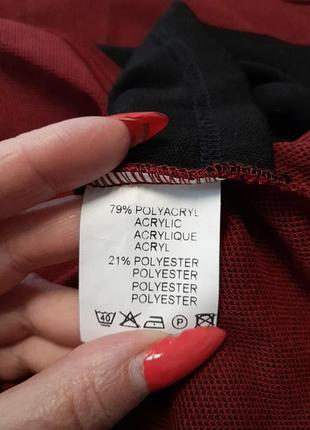 79% POLYACRYL
ACRYLIC
ACRYLIQUE
ACRYL
21% POLYESTER
POLYESTER
POLYESTER
POLYESTER
40 P